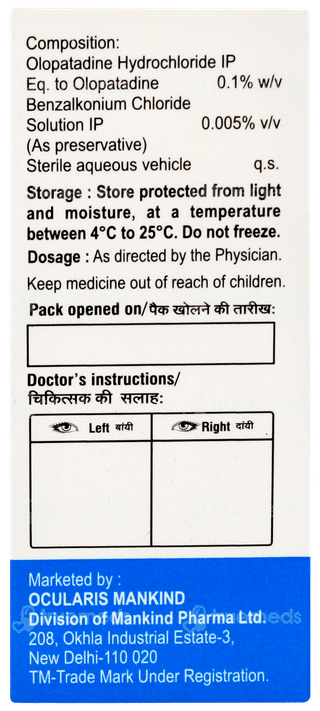 Composition:
Olopatadine Hydrochloride IP
Eq. to Olopatadine 0.1% w/v
Benzalkonium Chloride
Solution IP 0.005% v/v
(As preservative)
Sterile aqueous vehicle q.s.
Storage : Store protected from light
and moisture, at a temperature
between 4°C to 25°C. Do not freeze.
Dosage : As directed by the Physician.
Keep medicine out of reach of children.
Pack opened on/पैक खोलने की तारीख:
Doctor's instructions/
चिकित्सक की सलाह:
Left बांयी Right दांयी
Marketed by :
OCULARIS MANKIND
Division of Mankind Pharma Ltd.
208, Okhla Industrial Estate-3,
New Delhi-110 020
TM-Trade Mark Under Registration.